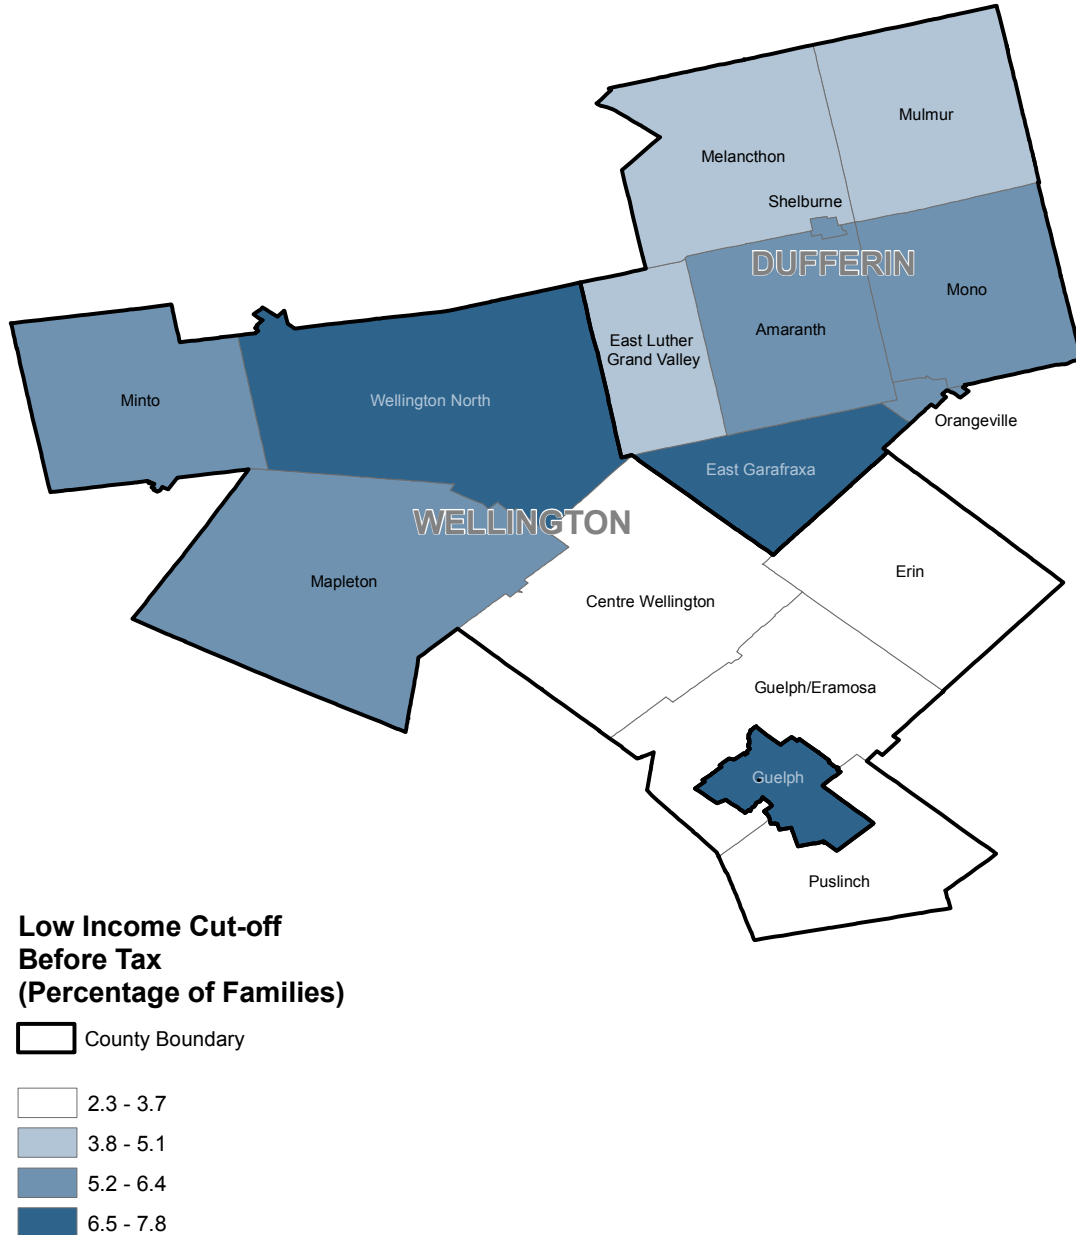 Mulmur
Melancthon
Shelburne
DUFFERIN
Mono
Amaranth
East Luther
Grand Valley
Minto
Wellington North
Orangeville
East Garafraxa
WELLINGTON
Erin
Mapleton
Centre Wellington
Guelph/Eramosa
Guelph
Puslinch
Low Income Cut-off
Before Tax
(Percentage of Families)
County Boundary
2.3 - 3.7
3.8 - 5.1
5.2 - 6.4
6.5 - 7.8